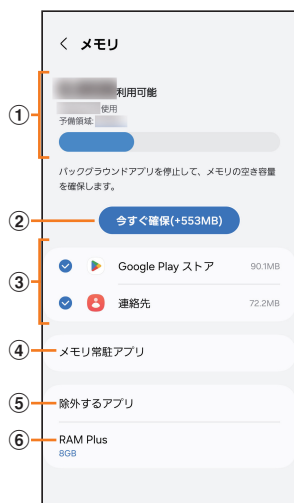 メモリ
利用可能
使用
予備領域:
①
バックグラウンドアプリを停止して、メモリの空き容量
を確保します。
② 今すぐ確保(+553MB)
③
Google Play ストア 90.1MB
連絡先 72.2MB
④ メモリ常駐アプリ
⑤ 除外するアプリ
⑥ RAM Plus
8GB